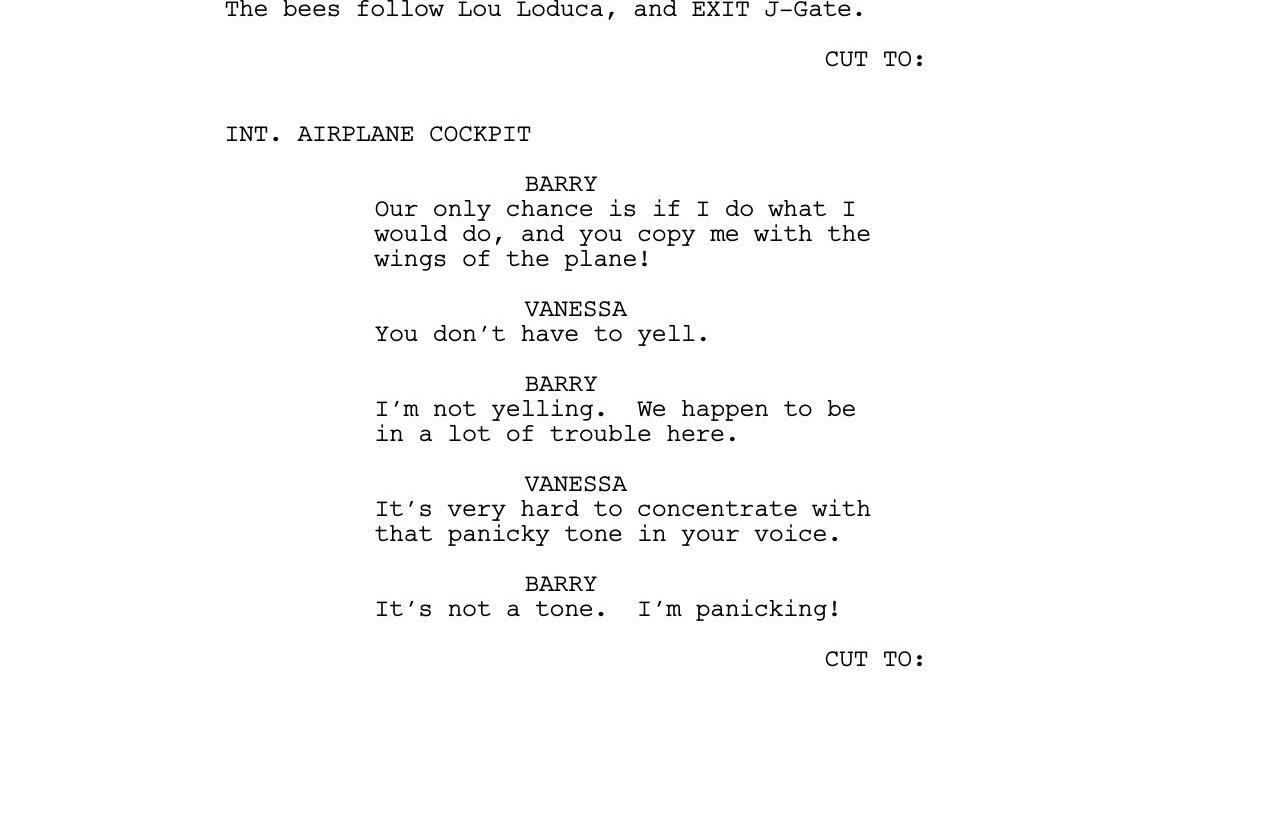 The bees follow Lou Loduca, and EXIT J-Gate.
CUT TO:
INT. AIRPLANE COCKPIT
BARRY
Our only chance is if I do what I
would do, and you copy me with the
wings of the plane!
VANESSA
You don't have to yell.
BARRY
I'm not yelling.  We happen to be
in a lot of trouble here.
VANESSA
It's very hard to concentrate with
that panicky tone in your voice.
BARRY
It's not a tone.  I'm panicking!
CUT TO: